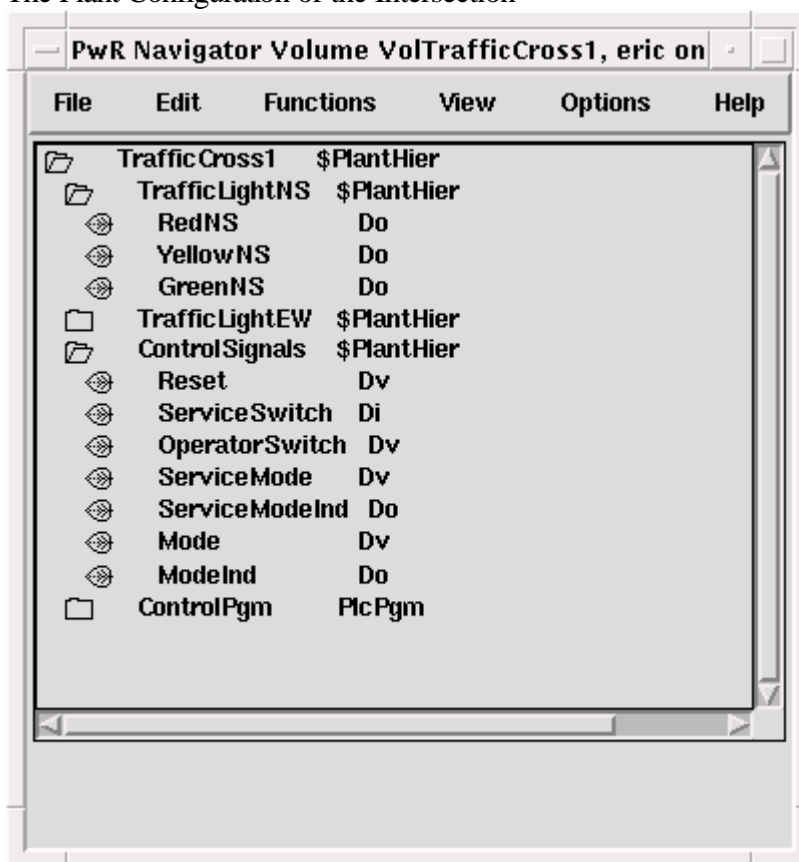 The Plant Configuration of the Intersection
PwR Navigator Volume VolTrafficCross1, eric on
File Edit Functions View Options Help
TrafficCross1 $PlantHier
TrafficLightNS $PlantHier
RedNS Do
YellowNS Do
GreenNS Do
TrafficLightEW $PlantHier
ControlSignals $PlantHier
Reset Dv
ServiceSwitch Di
OperatorSwitch Dv
ServiceMode Dv
ServiceModeInd Do
Mode Dv
ModeInd Do
ControlPgm PlcPgm